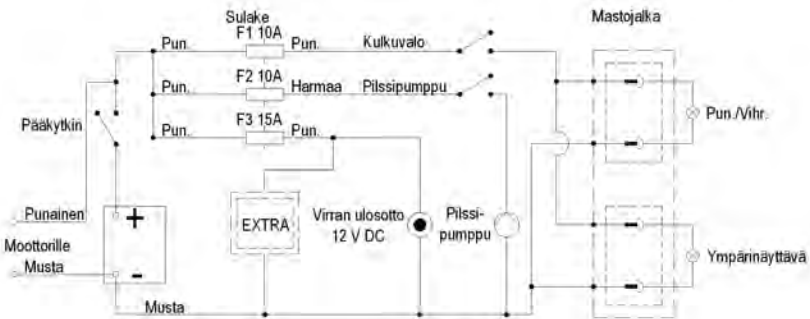 Sulake
Mastojalka
F1 10A
Pun.
Pun.
Kulkuvalo
F2 10A
Pun.
Harmaa
Pilssipumppu
Pun./Vihr.
Pääkytkin
F3 15A
Pun.
Pun.
Punainen
+
EXTRA
Virran ulosotto
12 V DC
Pilssi-
pumppu
Moottorille
Musta
-
Ympärinäyttävä
Musta